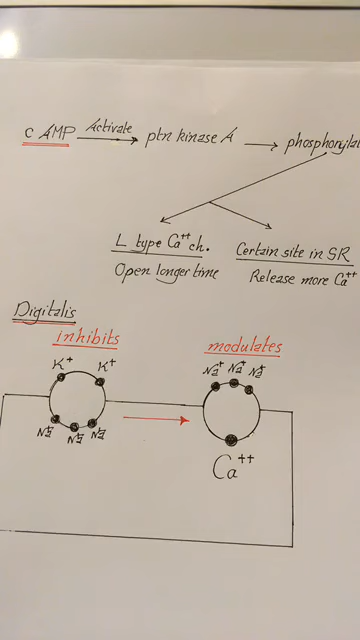 c AMP Activate ptn kinase A phosphorylat
L type Ca++ ch. Certain site in SR
Open longer time Release more Ca++
Digitalis
inhibits modulates
K+ K+ Na+ Na+ Na+
Na+ Na+ Na+
Ca++